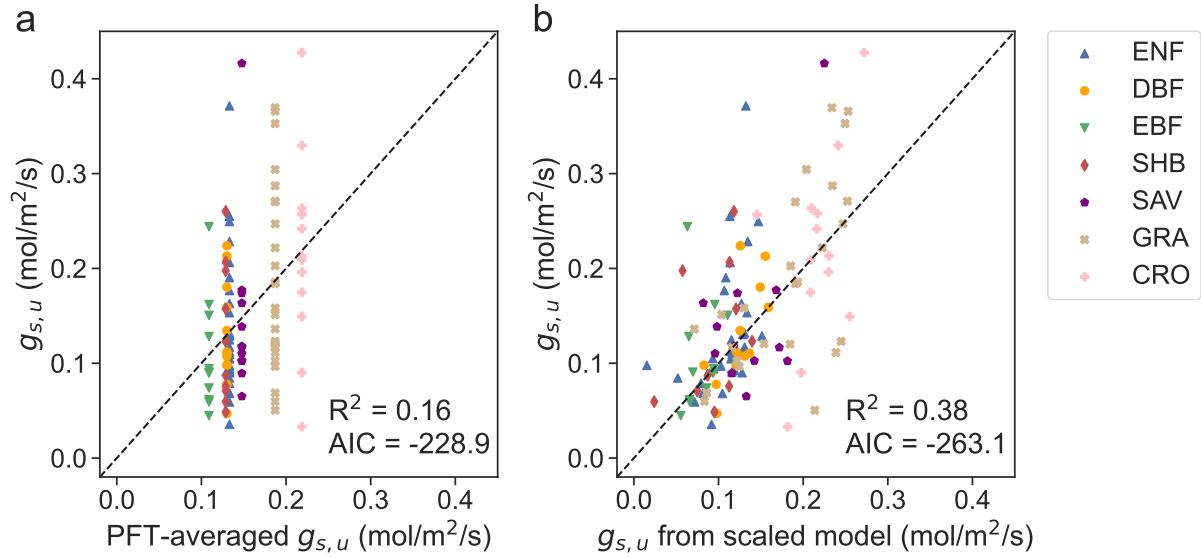 a
0.4
0.3
0.2
0.1
0.0
g_{s,u} (mol/m²/s)
R² = 0.16
AIC = -228.9
0.0 0.1 0.2 0.3 0.4
PFT-averaged g_{s,u} (mol/m²/s)
b
0.4
0.3
0.2
0.1
0.0
g_{s,u} (mol/m²/s)
R² = 0.38
AIC = -263.1
0.0 0.1 0.2 0.3 0.4
g_{s,u} from scaled model (mol/m²/s)
ENF
DBF
EBF
SHB
SAV
GRA
CRO